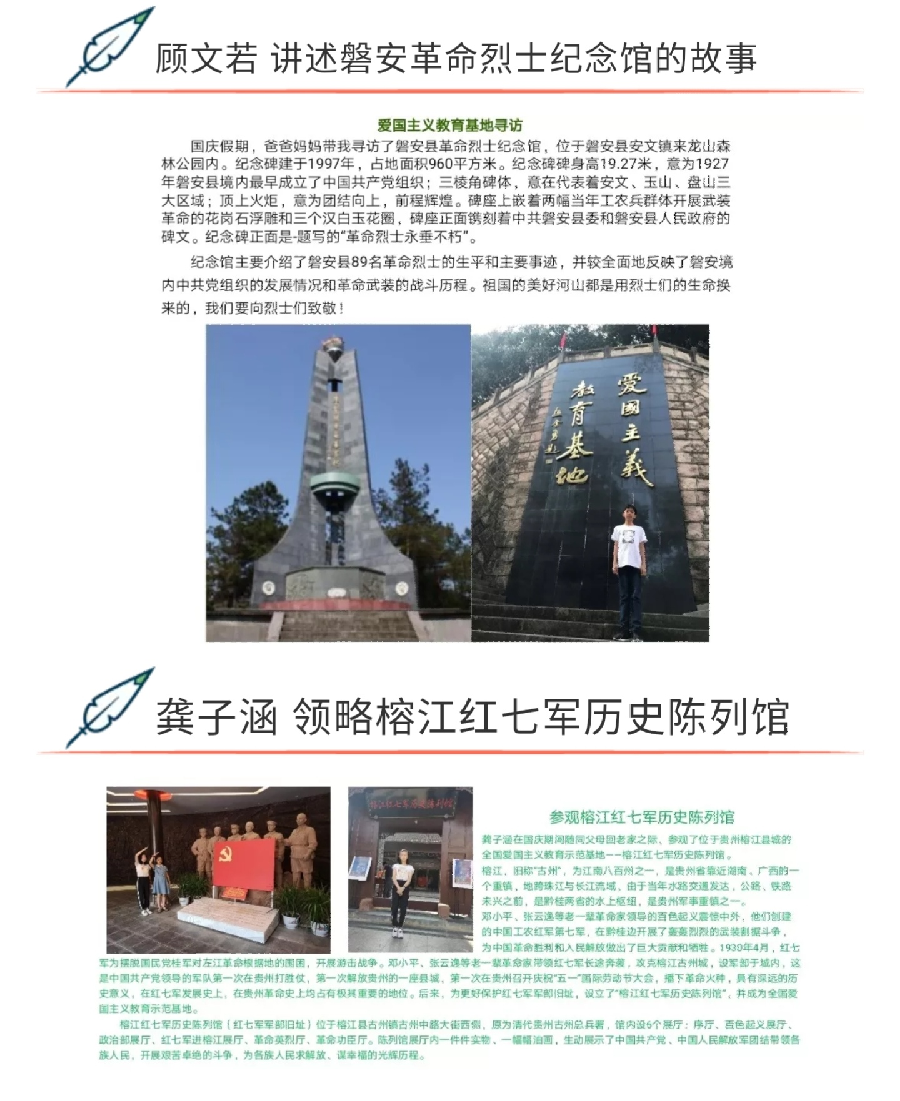 顾文若 讲述磐安革命烈士纪念馆的故事
爱国主义教育基地寻访
国庆假期，爸爸妈妈带我寻访了磐安县革命烈士纪念馆，位于磐安县安文镇来龙山森
林公园内。纪念碑建于1997年，占地面积960平方米。纪念碑碑身高19.27米，意为1927
年磐安县境内最早成立了中国共产党组织；三棱角碑体，意在代表着安文、玉山、盘山三
大区域；顶上火炬，意为团结向上，前程辉煌。碑座上嵌着两幅当年工农兵群体开展武装
革命的花岗石浮雕和三个汉白玉花圈，碑座正面镌刻着中共磐安县委和磐安县人民政府的
碑文。纪念碑正面是-题写的“革命烈士永垂不朽”。
纪念馆主要介绍了磐安县89名革命烈士的生平和主要事迹，并较全面地反映了磐安境
内中共党组织的发展情况和革命武装的战斗历程。祖国的美好河山都是用烈士们的生命换
来的，我们要向烈士们致敬！
爱國主義
教育基地
龚子涵 领略榕江红七军历史陈列馆
榕江红七军历史陈列馆
参观榕江红七军历史陈列馆
龚子涵在国庆期间随同父母回老家之际，参观了位于贵州榕江县城的
全国爱国主义教育示范基地——榕江红七军历史陈列馆。
榕江，旧称“古州”，为江南八百州之一，是贵州省靠近湖南、广西的一
个重镇，地跨珠江与长江流域，由于当年水路交通发达，公路、铁路
未兴之前，是黔桂两省的水上枢纽，是贵州军事重镇之一。
邓小平、张云逸等老一辈革命家领导的百色起义震惊中外，他们创建
的中国工农红军第七军，在黔桂边开展了轰轰烈烈的武装割据斗争，
为中国革命胜利和人民解放做出了巨大贡献和牺牲。1930年4月，红七
军为摆脱国民党桂军对左江革命根据地的围困，开展游击战争。邓小平、张云逸等老一辈革命家带领红七军长途奔袭，攻克榕江古州城，设军部于城内，这
是中国共产党领导的军队第一次在贵州打胜仗，第一次解放贵州的一座县城，第一次在贵州召开庆祝“五一”国际劳动节大会，播下革命火种，具有深远的历
史意义，在红七军发展史上，在贵州革命史上均占有极其重要的地位。后来，为更好保护红七军军部旧址，设立了“榕江红七军历史陈列馆”，并成为全国爱
国主义教育示范基地。
榕江红七军历史陈列馆（红七军军部旧址）位于榕江县古州镇古州中路大街西侧，原为清代贵州古州总兵署，馆内设6个展厅：序厅、百色起义展厅、
政治部展厅、红七军进榕江展厅、革命英烈厅、革命功臣厅。陈列馆展厅内一件件实物、一幅幅油画，生动展示了中国共产党、中国人民解放军团结带领各
族人民，开展艰苦卓绝的斗争，为各族人民求解放、谋幸福的光辉历程。